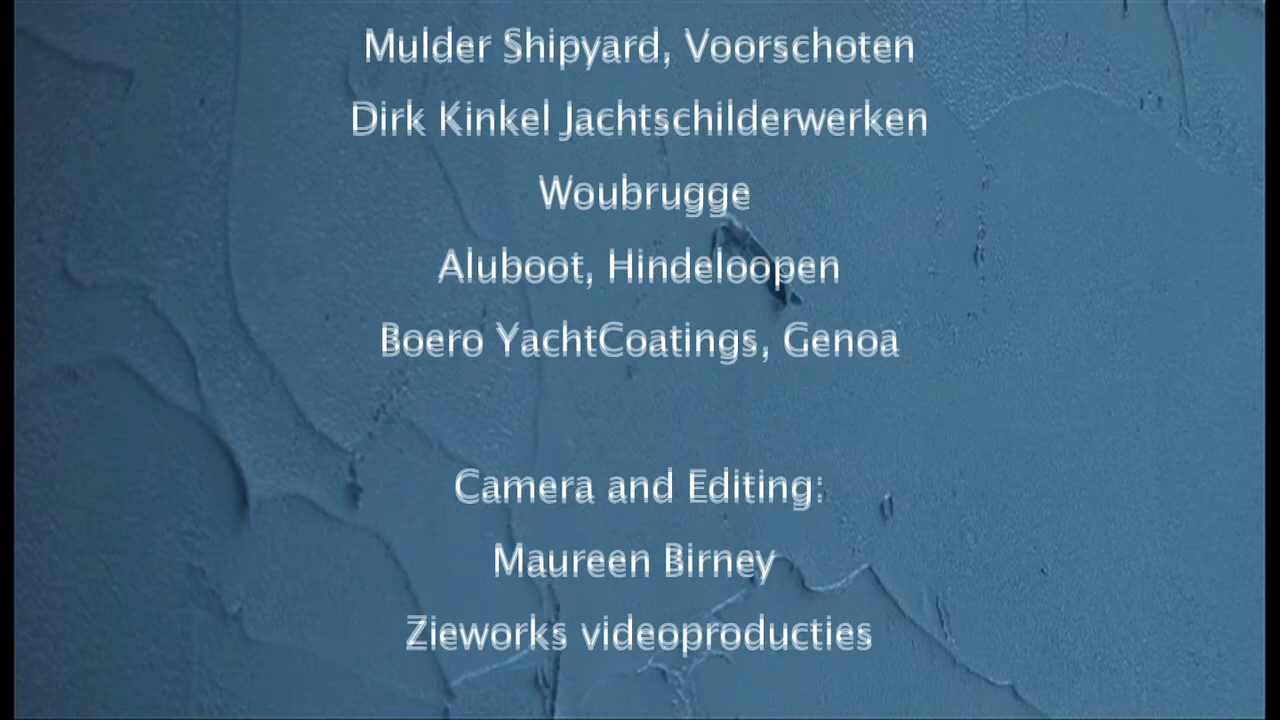 Mulder Shipyard, Voorschoten
Dirk Kinkel Jachtschilderwerken
Woubrugge
Aluboot, Hindeloopen
Boero YachtCoatings, Genoa
Camera and Editing:
Maureen Birney
Zieworks videoproducties